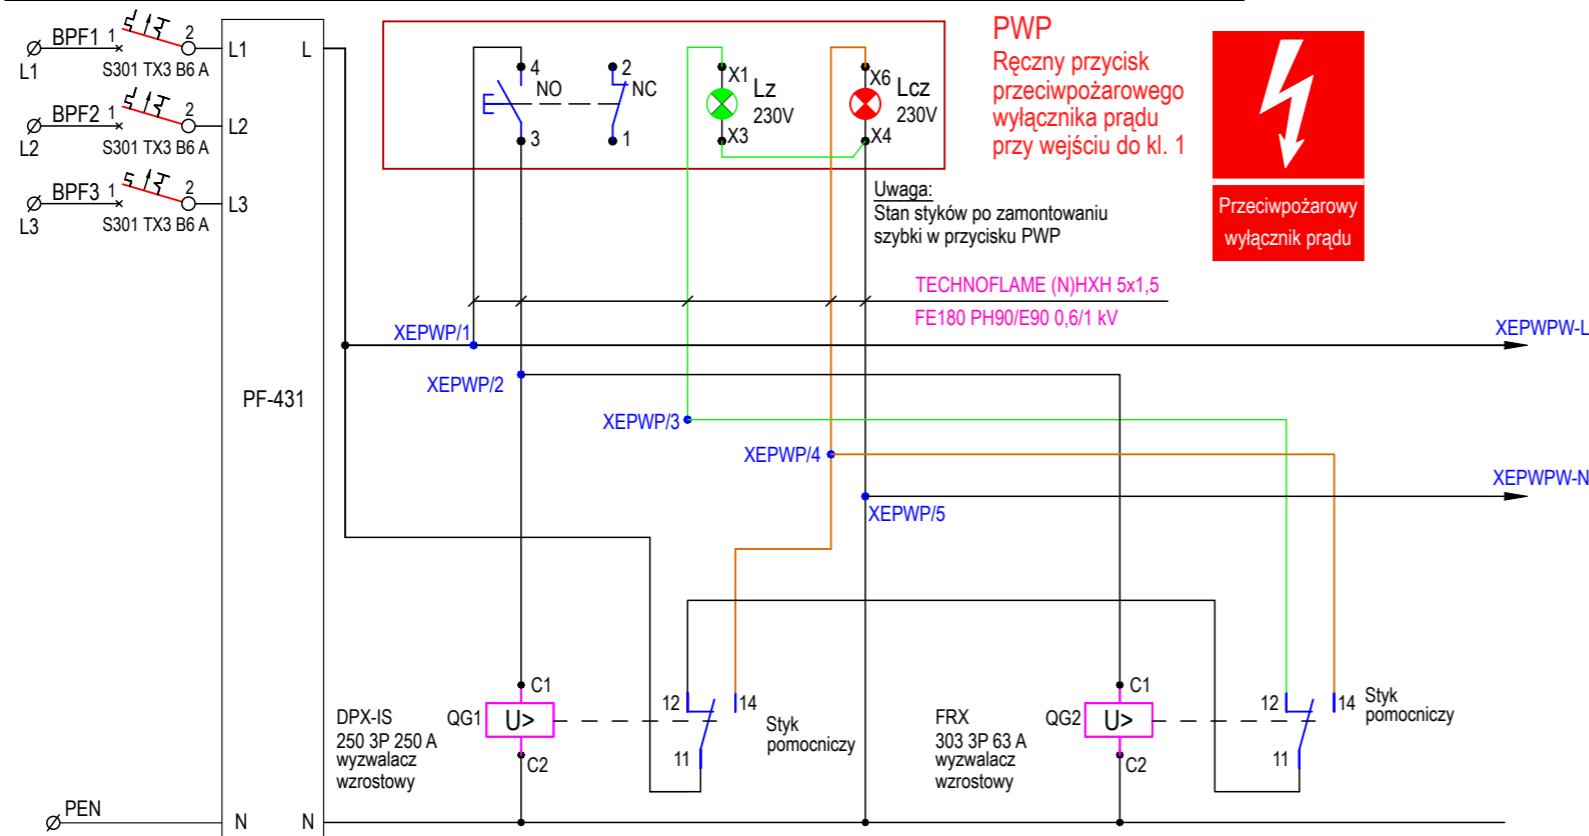 BPF1
1
2
L1
L1
S301 TX3 B6 A
BPF2
1
2
L2
L2
S301 TX3 B6 A
BPF3
1
2
L3
L3
S301 TX3 B6 A
L
PF-431
PEN
N
N
4
NO
3
2
NC
1
X1
Lz
230V
X3
X6
Lcz
230V
X4
PWP
Ręczny przycisk
przeciwpożarowego
wyłącznika prądu
przy wejściu do kl. 1
Przeciwpożarowy
wyłącznik prądu
Uwaga:
Stan styków po zamontowaniu
szybki w przycisku PWP
TECHNOFLAME (N)HXH 5x1,5
FE180 PH90/E90 0,6/1 kV
XEPWP/1
XEPWPW-L
XEPWP/2
XEPWP/3
XEPWP/4
XEPWPW-N
XEPWP/5
DPX-IS
250 3P 250 A
wyzwalacz
wzrostowy
QG1
C1
U>
C2
12
14
11
Styk
pomocniczy
FRX
303 3P 63 A
wyzwalacz
wzrostowy
QG2
C1
U>
C2
12
14
11
Styk
pomocniczy